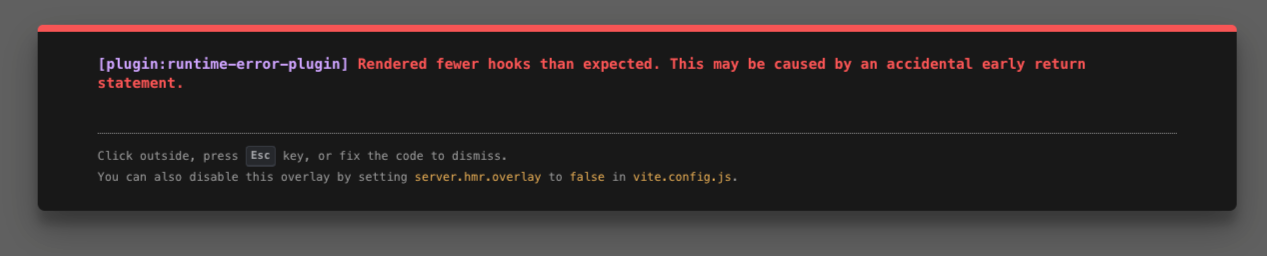 [plugin:runtime-error-plugin] Rendered fewer hooks than expected. This may be caused by an accidental early return
statement.
Click outside, press Esc key, or fix the code to dismiss.
You can also disable this overlay by setting server.hmr.overlay to false in vite.config.js.